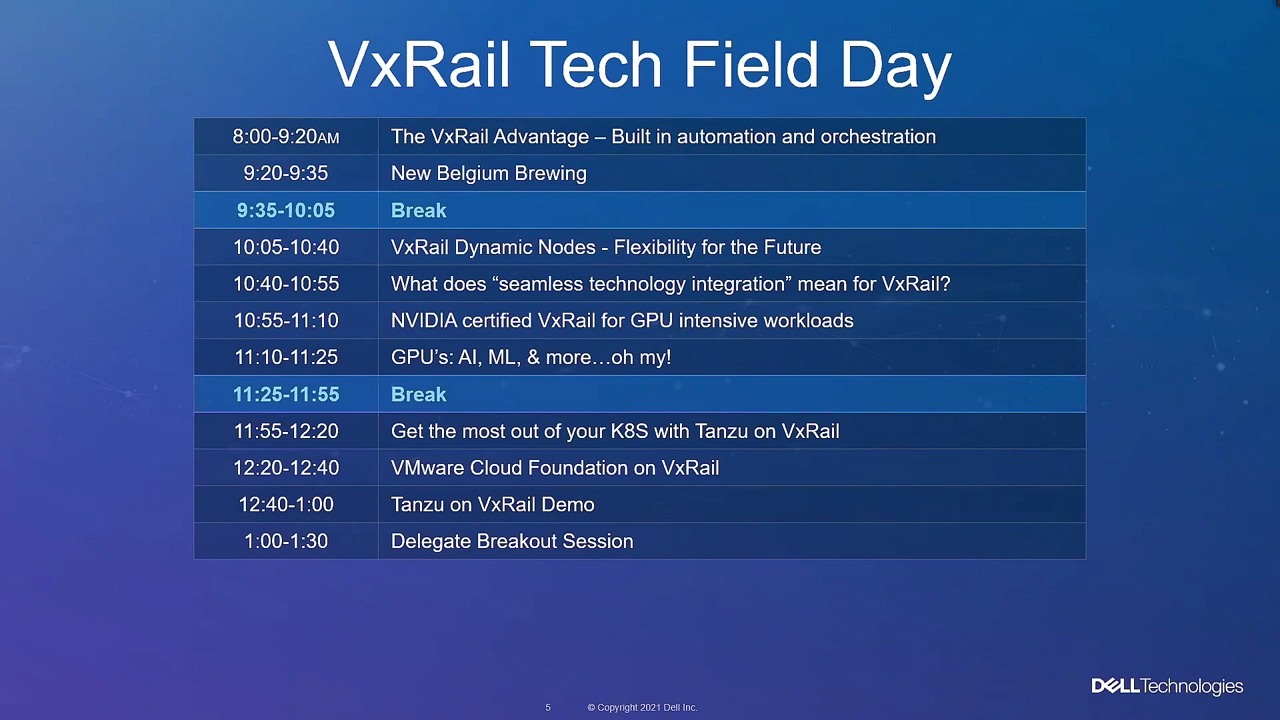 VxRail Tech Field Day
8:00-9:20AM The VxRail Advantage – Built in automation and orchestration
9:20-9:35 New Belgium Brewing
9:35-10:05 Break
10:05-10:40 VxRail Dynamic Nodes - Flexibility for the Future
10:40-10:55 What does “seamless technology integration” mean for VxRail?
10:55-11:10 NVIDIA certified VxRail for GPU intensive workloads
11:10-11:25 GPU’s: AI, ML, & more…oh my!
11:25-11:55 Break
11:55-12:20 Get the most out of your K8S with Tanzu on VxRail
12:20-12:40 VMware Cloud Foundation on VxRail
12:40-1:00 Tanzu on VxRail Demo
1:00-1:30 Delegate Breakout Session
DELLTechnologies
5 © Copyright 2021 Dell Inc.